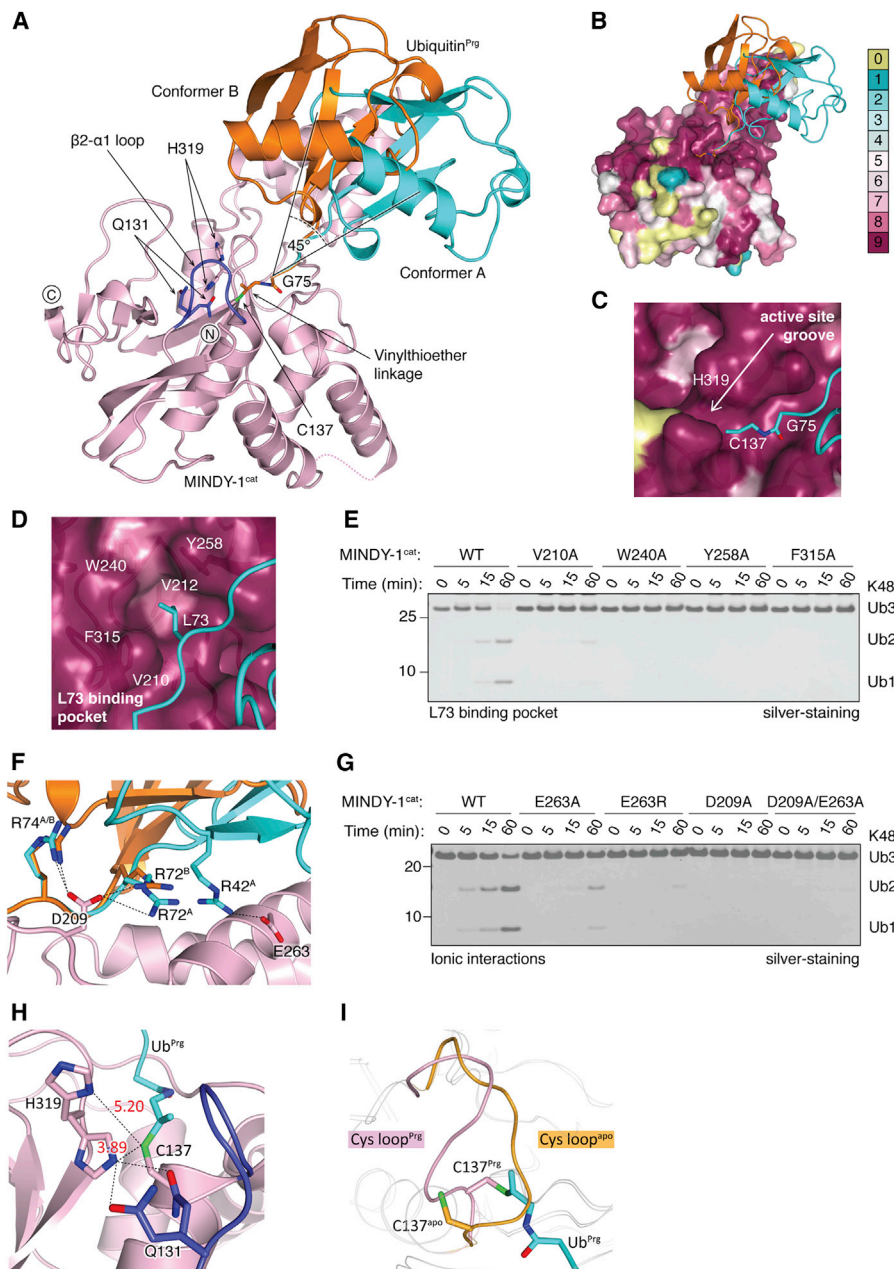 A
Ubiquitin^Prg
Conformer B
β2-α1 loop
H319
Q131
45°
G75
Conformer A
C
N
Vinylthioether
linkage
C137
MINDY-1^cat
B
0
1
2
3
4
5
6
7
8
9
C
active site
groove
H319
G75
C137
D
Y258
W240
V212
L73
F315
V210
L73 binding
pocket
E
MINDY-1^cat: WT V210A W240A Y258A F315A
Time (min): 0 5 15 60 0 5 15 60 0 5 15 60 0 5 15 60 0 5 15 60 K48
Ub3
25
Ub2
10
Ub1
L73 binding pocket silver-staining
F
R74^A/B
R72^B
R42^A
D209
R72^A
E263
G
MINDY-1^cat: WT E263A E263R D209A D209A/E263A
Time (min): 0 5 15 60 0 5 15 60 0 5 15 60 0 5 15 60 0 5 15 60 K48
Ub3
20
Ub2
10
Ub1
Ionic interactions silver-staining
H
Ub^Prg
H319
5.20
3.89
C137
Q131
I
Cys loop^Prg Cys loop^apo
C137^Prg
C137^apo
Ub^Prg